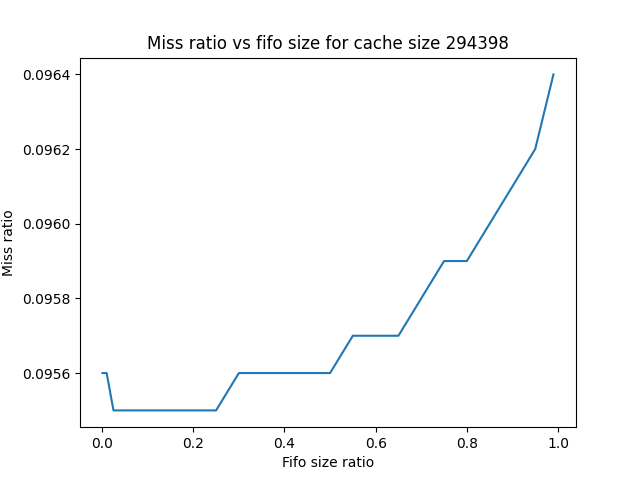 Miss ratio vs fifo size for cache size 294398
0.0964
0.0962
0.0960
0.0958
0.0956
Miss ratio
0.0 0.2 0.4 0.6 0.8 1.0
Fifo size ratio